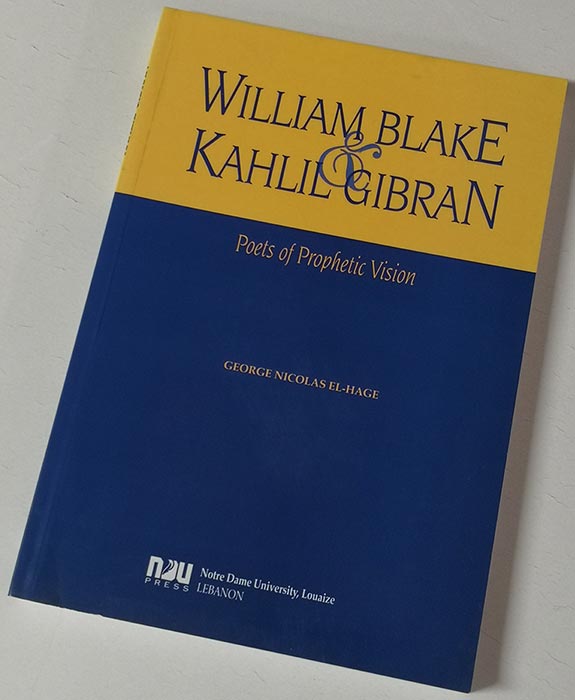 WILLIAM BLAKE
&
KAHLIL GIBRAN
Poets of Prophetic Vision
GEORGE NICOLAS EL-HAGE
NDU
PRESS
Notre Dame University, Louaize
LEBANON